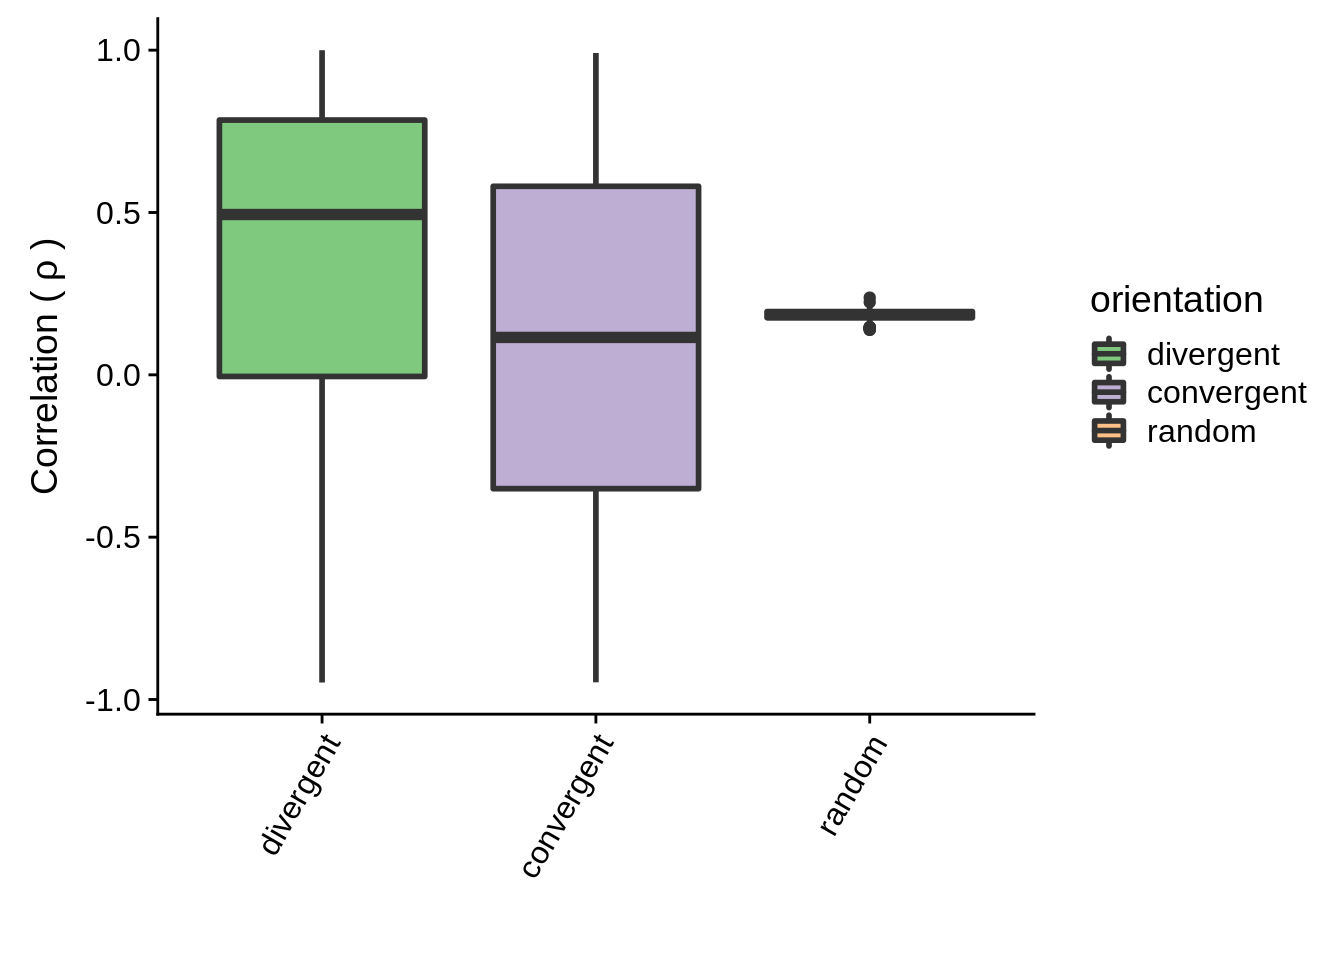 1.0
0.5
0.0
-0.5
-1.0
Correlation ( ρ )
divergent
convergent
random
orientation
divergent
convergent
random